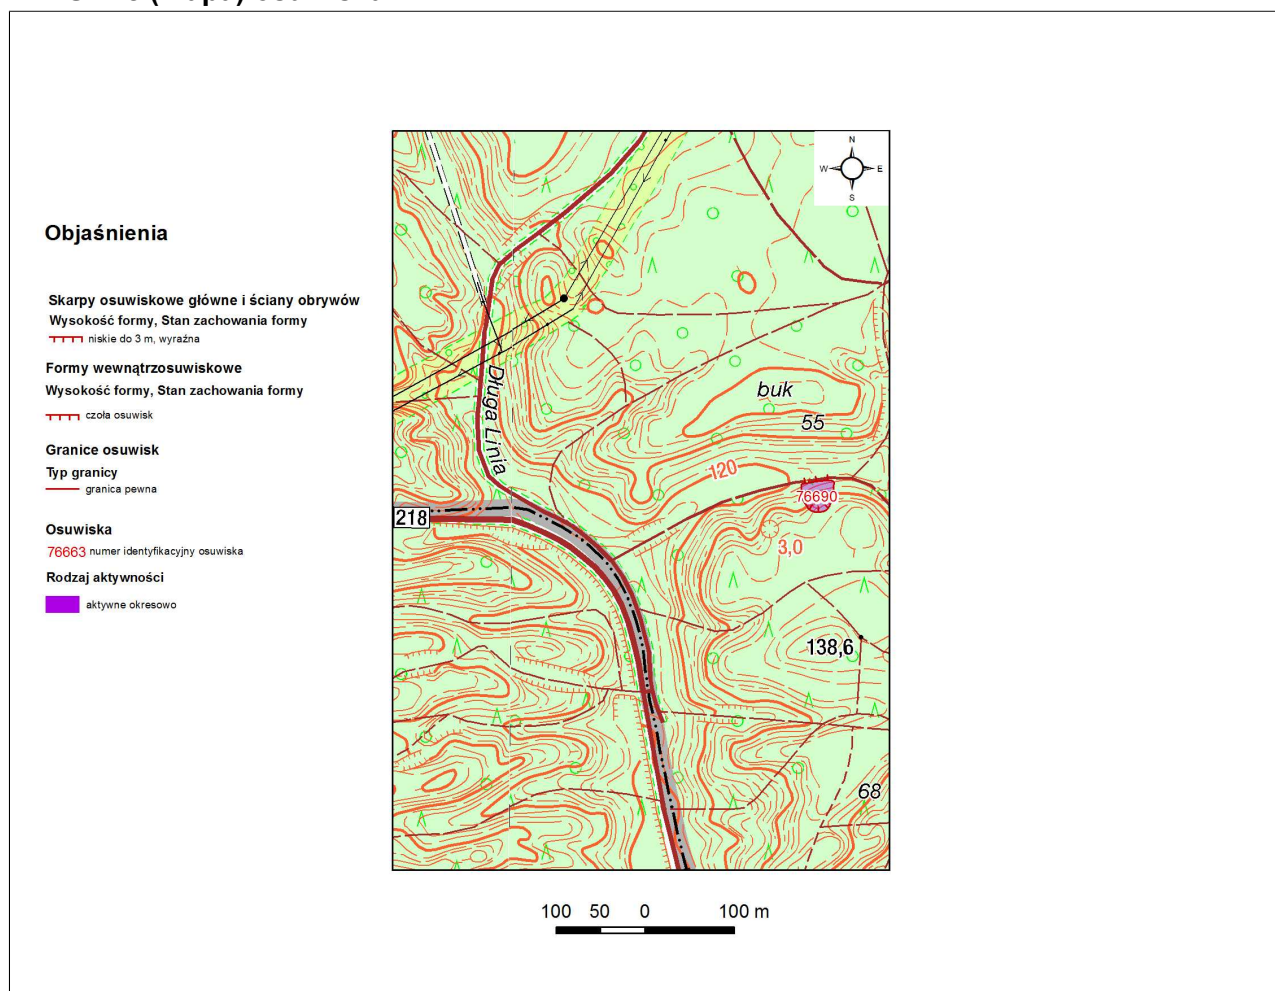 Objaśnienia
Skarpy osuwiskowe główne i ściany obrywów
Wysokość formy, Stan zachowania formy
niskie do 3 m, wyraźna
Formy wewnątrzosuwiskowe
Wysokość formy, Stan zachowania formy
czoła osuwisk
Granice osuwisk
Typ granicy
granica pewna
Osuwiska
76663 numer identyfikacyjny osuwiska
Rodzaj aktywności
aktywne okresowo
N
W E
S
buk
55
Długa Linia
120
76690
218
3,0
138,6
68
100 50 0 100 m